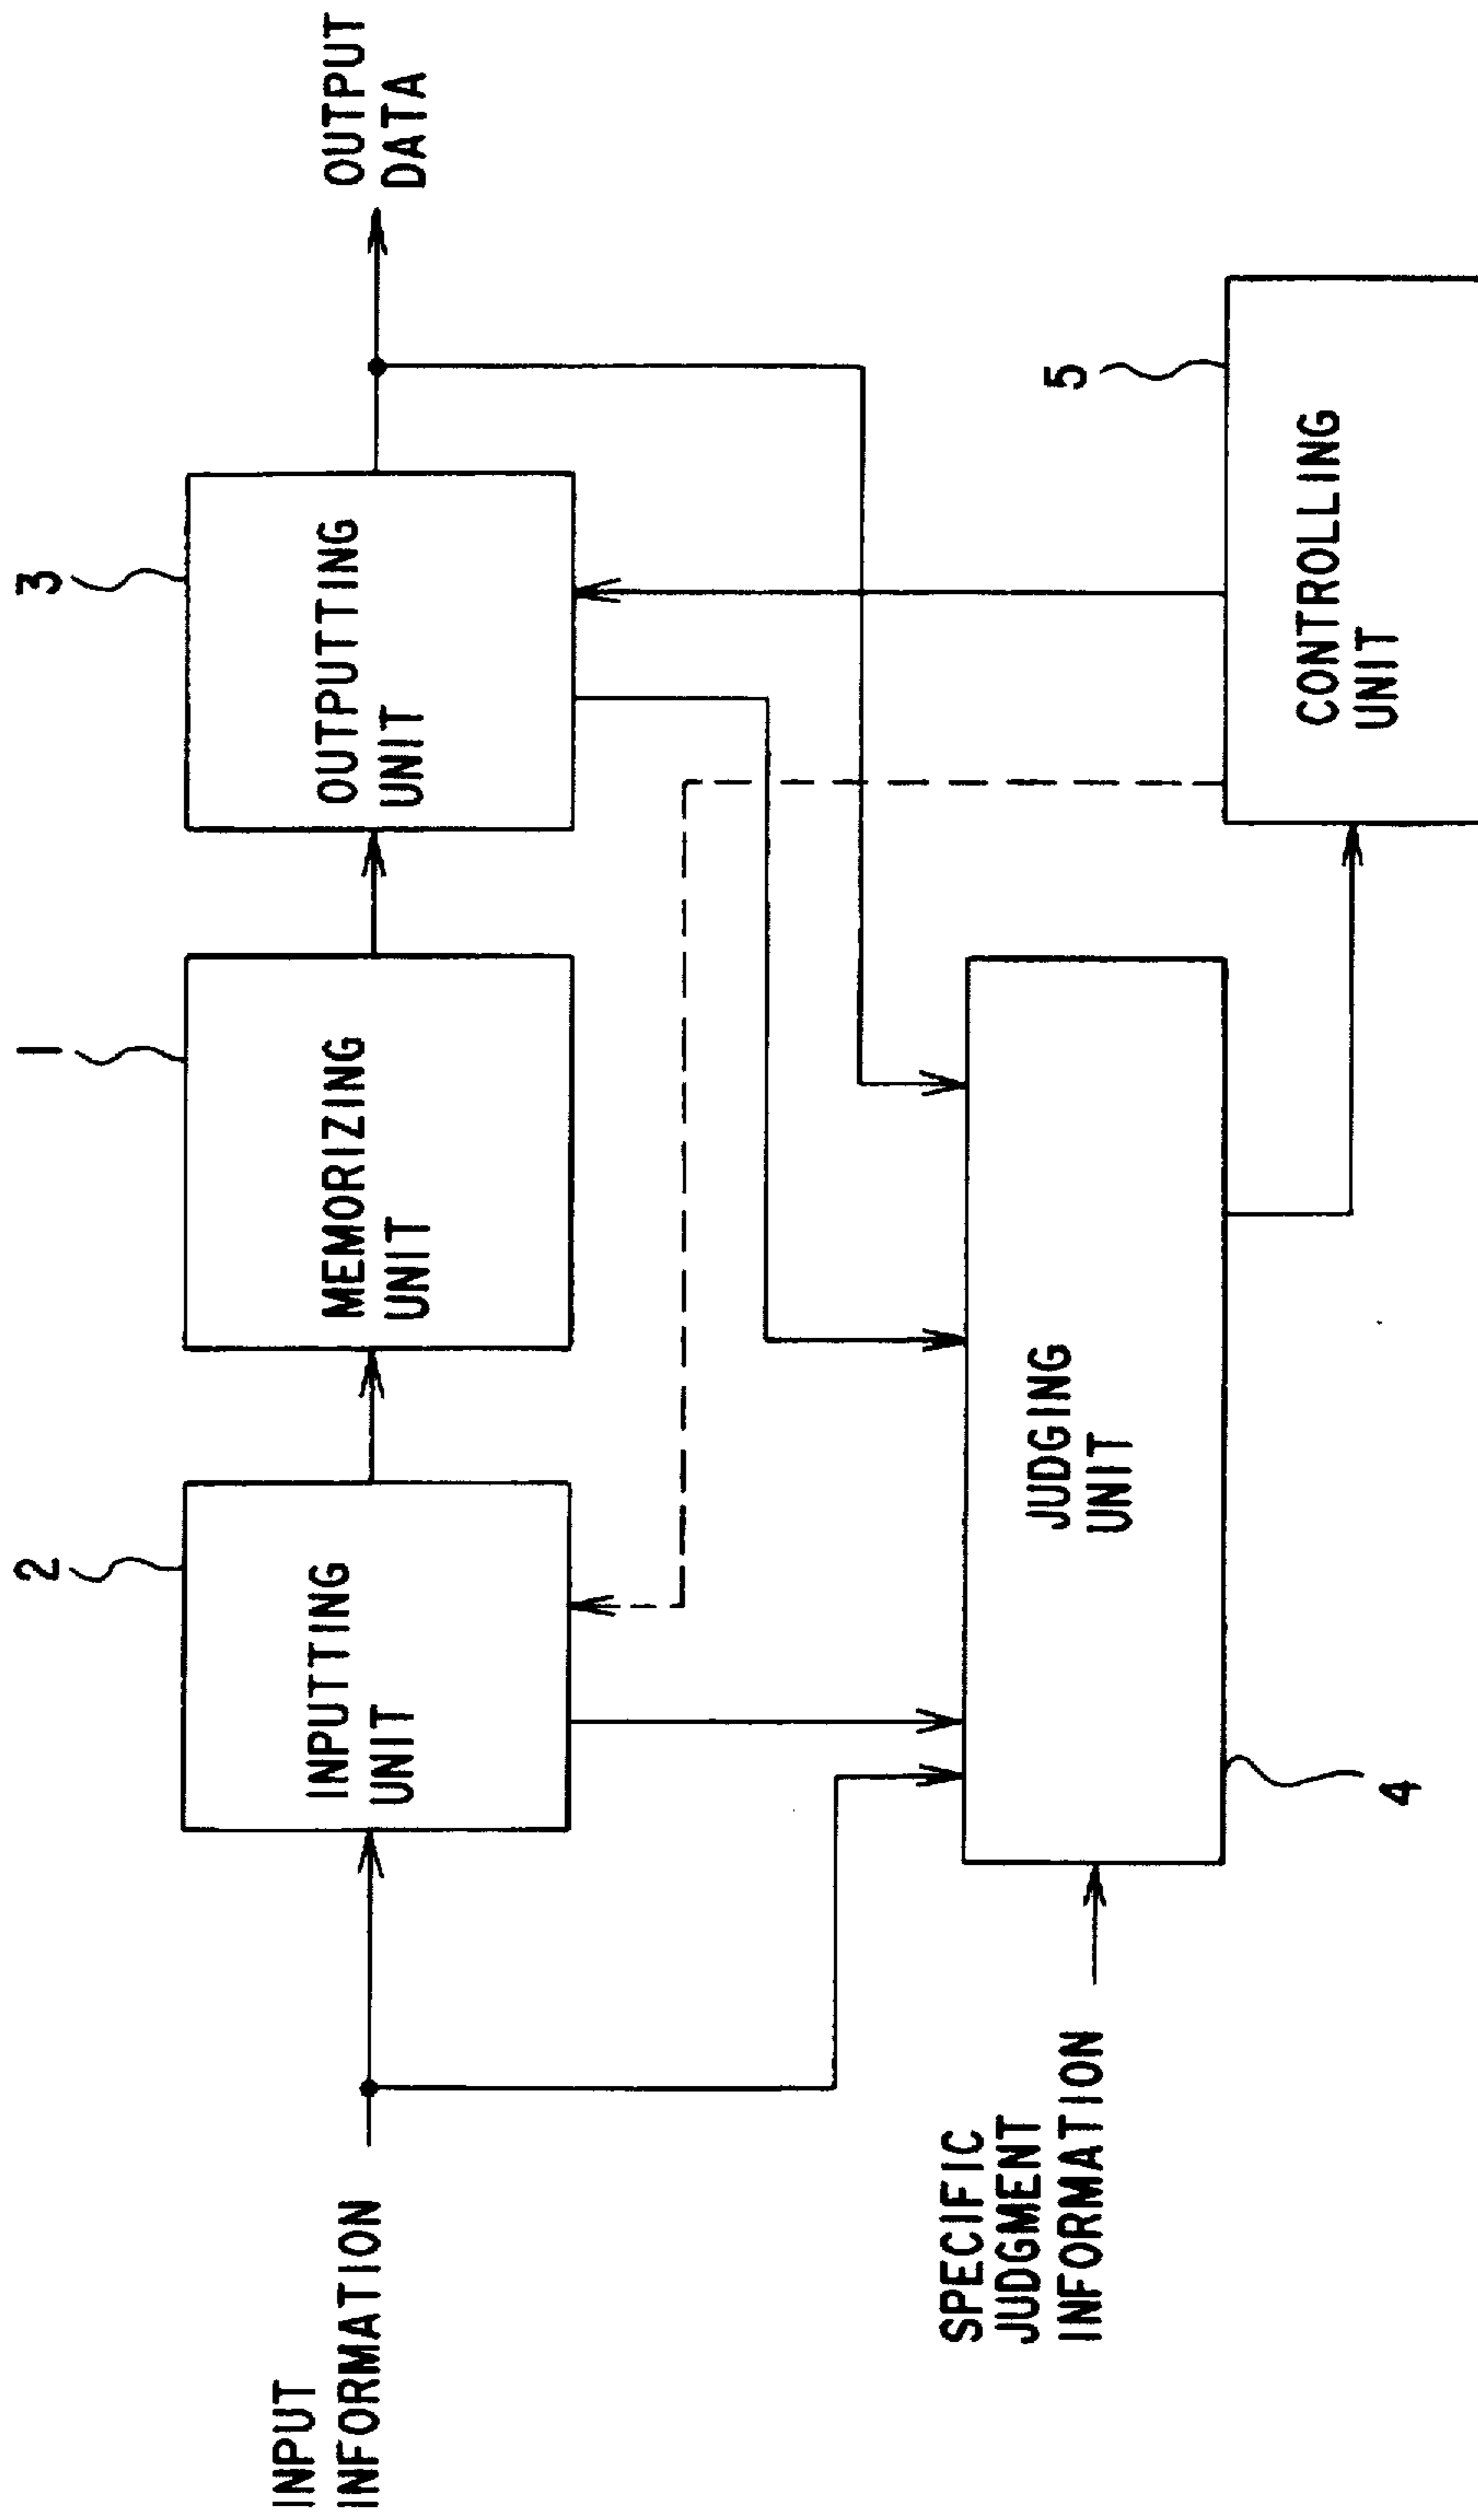 2
1
3
INPUT
INFORMATION
INPUTTING
UNIT
MEMORIZING
UNIT
OUTPUTTING
UNIT
OUTPUT
DATA
SPECIFIC
JUDGMENT
INFORMATION
JUDGING
UNIT
4
5
CONTROLLING
UNIT